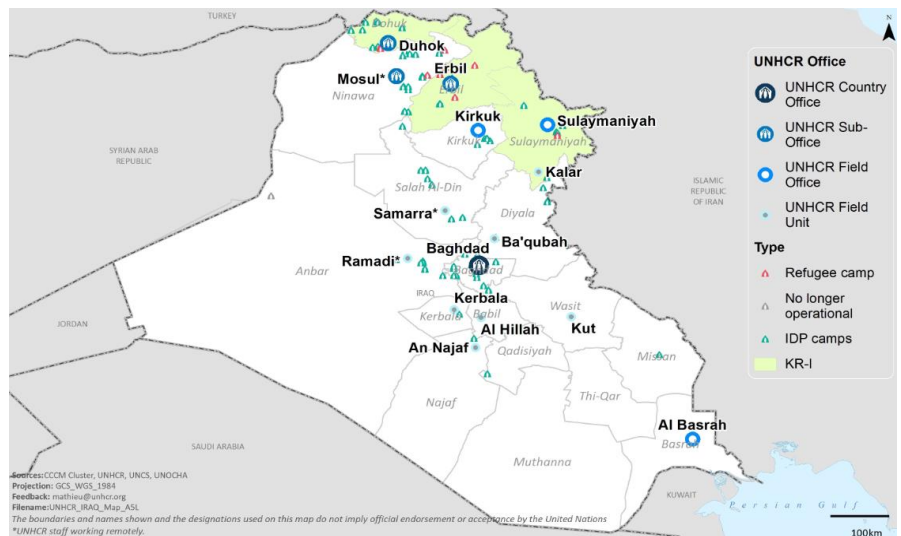 TURKEY
Dohuk
Duhok
Mosul*
Erbil
Erbil
Ninawa
Kirkuk
Kirkuk
Sulaymaniyah
Sulaymaniyah
SYRIAN ARAB
REPUBLIC
Kalar
Salah Al-Din
ISLAMIC
REPUBLIC
OF IRAN
Samarra*
Diyala
Ba'qubah
Baghdad
Baghdad
Ramadi*
Anbar
IRAQ
Kerbala
Kerbala
Babil
Wasit
Kut
JORDAN
Al Hillah
An Najaf
Qadisiyah
Missan
Najaf
Thi-Qar
Al Basrah
Basrah
SAUDI ARABIA
Muthanna
KUWAIT
Persian Gulf
100km
N
UNHCR Office
UNHCR Country
Office
UNHCR Sub-
Office
UNHCR Field
Office
UNHCR Field
Unit
Type
Refugee camp
No longer
operational
IDP camps
KR-I
Sources:CCCM Cluster, UNHCR, UNCS, UNOCHA
Projection: GCS_WGS_1984
Feedback: mathieu@unhcr.org
Filename:UNHCR_IRAQ_Map_A5L
The boundaries and names shown and the designations used on this map do not imply official endorsement or acceptance by the United Nations
*UNHCR staff working remotely.